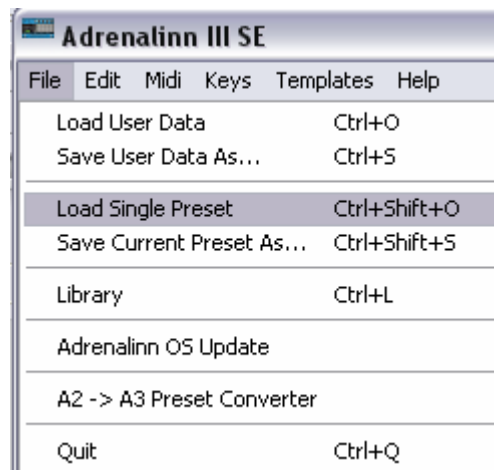 Adrenalinn III SE
File Edit Midi Keys Templates Help
Load User Data Ctrl+O
Save User Data As... Ctrl+S
Load Single Preset Ctrl+Shift+O
Save Current Preset As... Ctrl+Shift+S
Library Ctrl+L
Adrenalinn OS Update
A2 -> A3 Preset Converter
Quit Ctrl+Q